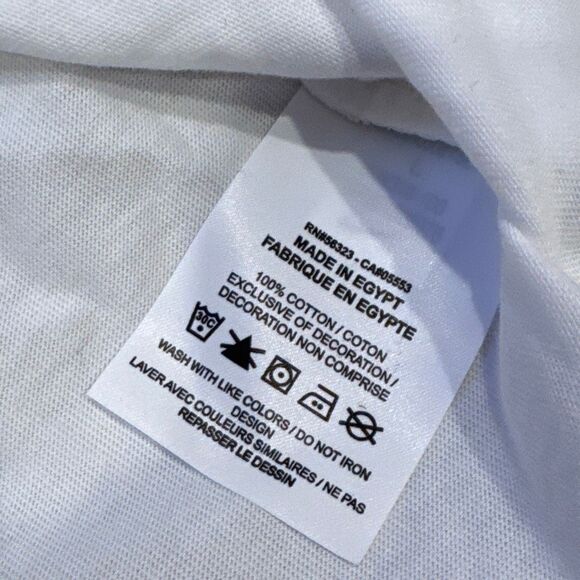 RN#56323 - CA#05553
MADE IN EGYPT
FABRIQUE EN EGYPTE
100% COTTON / COTON
EXCLUSIVE OF DECORATION /
DECORATION NON COMPRISE
30C
WASH WITH LIKE COLORS / DO NOT IRON
DESIGN
LAVER AVEC COULEURS SIMILAIRES / NE PAS
REPASSER LE DESSIN